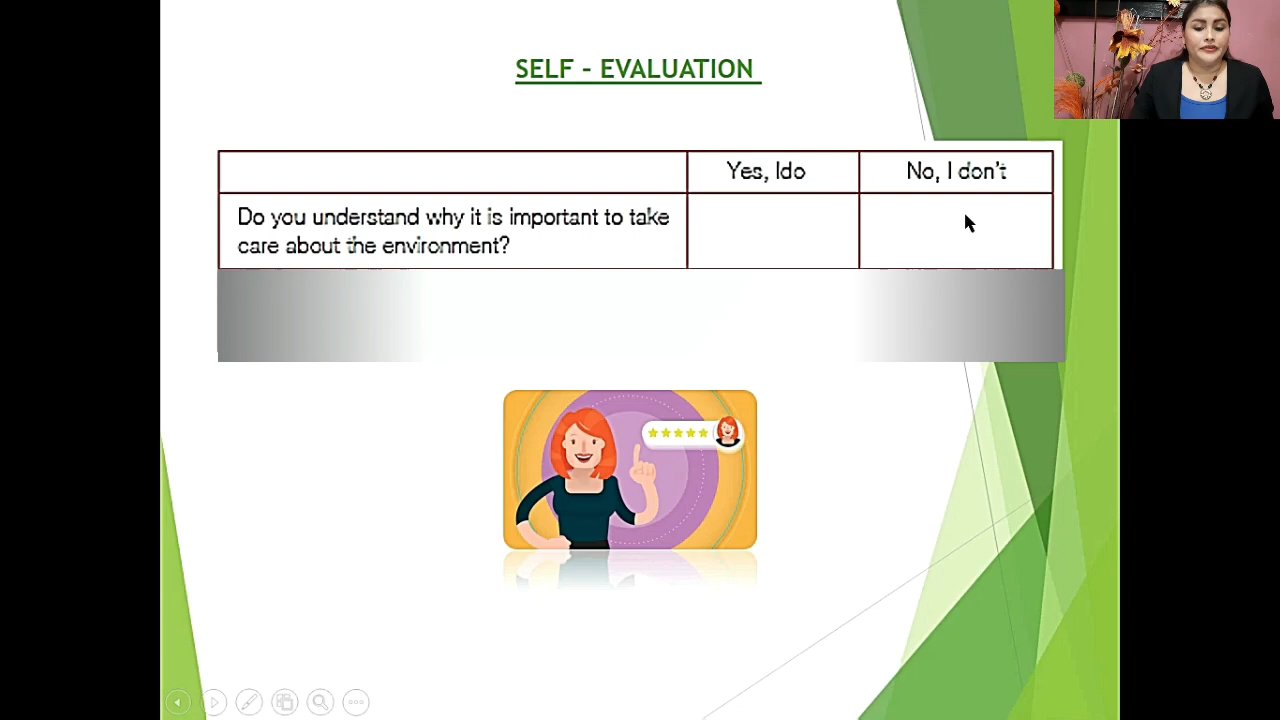 SELF - EVALUATION
Yes, Ido
No, I don't
Do you understand why it is important to take
care about the environment?